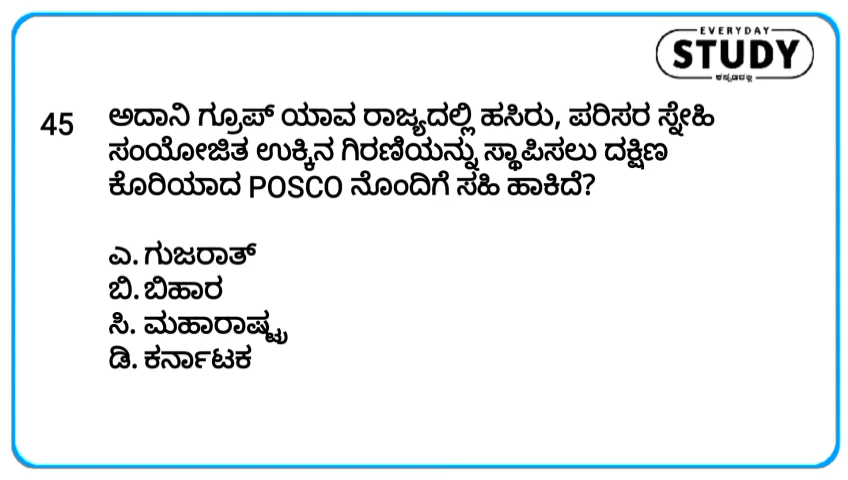 EVERYDAY
STUDY
ಕನ್ನಡದಲ್ಲಿ
45 ಅದಾನಿ ಗ್ರೂಪ್ ಯಾವ ರಾಜ್ಯದಲ್ಲಿ ಹಸಿರು, ಪರಿಸರ ಸ್ನೇಹಿ
ಸಂಯೋಜಿತ ಉಕ್ಕಿನ ಗಿರಣಿಯನ್ನು ಸ್ಥಾಪಿಸಲು ದಕ್ಷಿಣ
ಕೊರಿಯಾದ POSCO ನೊಂದಿಗೆ ಸಹಿ ಹಾಕಿದೆ?
ಎ. ಗುಜರಾತ್
ಬಿ. ಬಿಹಾರ
ಸಿ. ಮಹಾರಾಷ್ಟ್ರ
ಡಿ. ಕರ್ನಾಟಕ